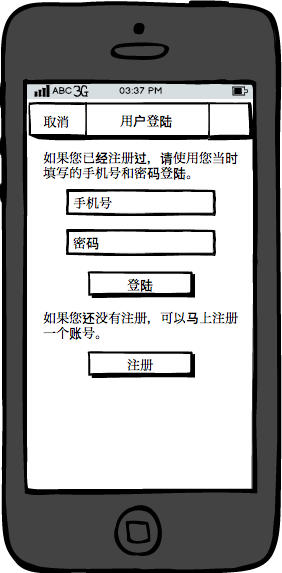 ABC 3G 03:37 PM
取消 用户登陆
如果您已经注册过，请使用您当时
填写的手机号和密码登陆。
手机号
密码
登陆
如果您还没有注册，可以马上注册
一个账号。
注册